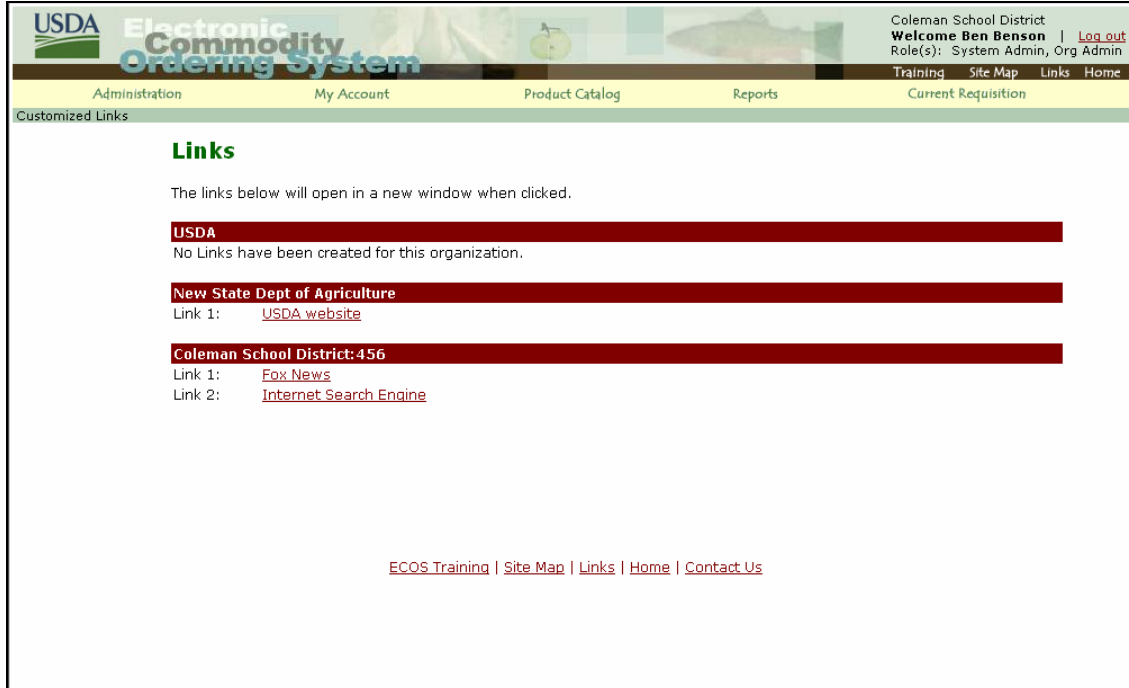 USDA
Electronic
Commodity
Ordering System
Coleman School District
Welcome Ben Benson | Log out
Role(s): System Admin, Org Admin
Training Site Map Links Home
Administration My Account Product Catalog Reports Current Requisition
Customized Links
Links
The links below will open in a new window when clicked.
USDA
No Links have been created for this organization.
New State Dept of Agriculture
Link 1: USDA website
Coleman School District:456
Link 1: Fox News
Link 2: Internet Search Engine
ECOS Training | Site Map | Links | Home | Contact Us